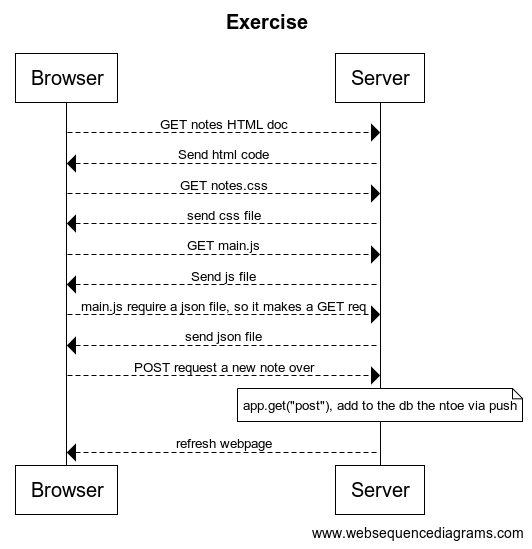 Exercise
Browser
Server
GET notes HTML doc
Send html code
GET notes.css
send css file
GET main.js
Send js file
main.js require a json file, so it makes a GET req
send json file
POST request a new note over
app.get("post"), add to the db the ntoe via push
refresh webpage
Browser
Server
www.websequencediagrams.com